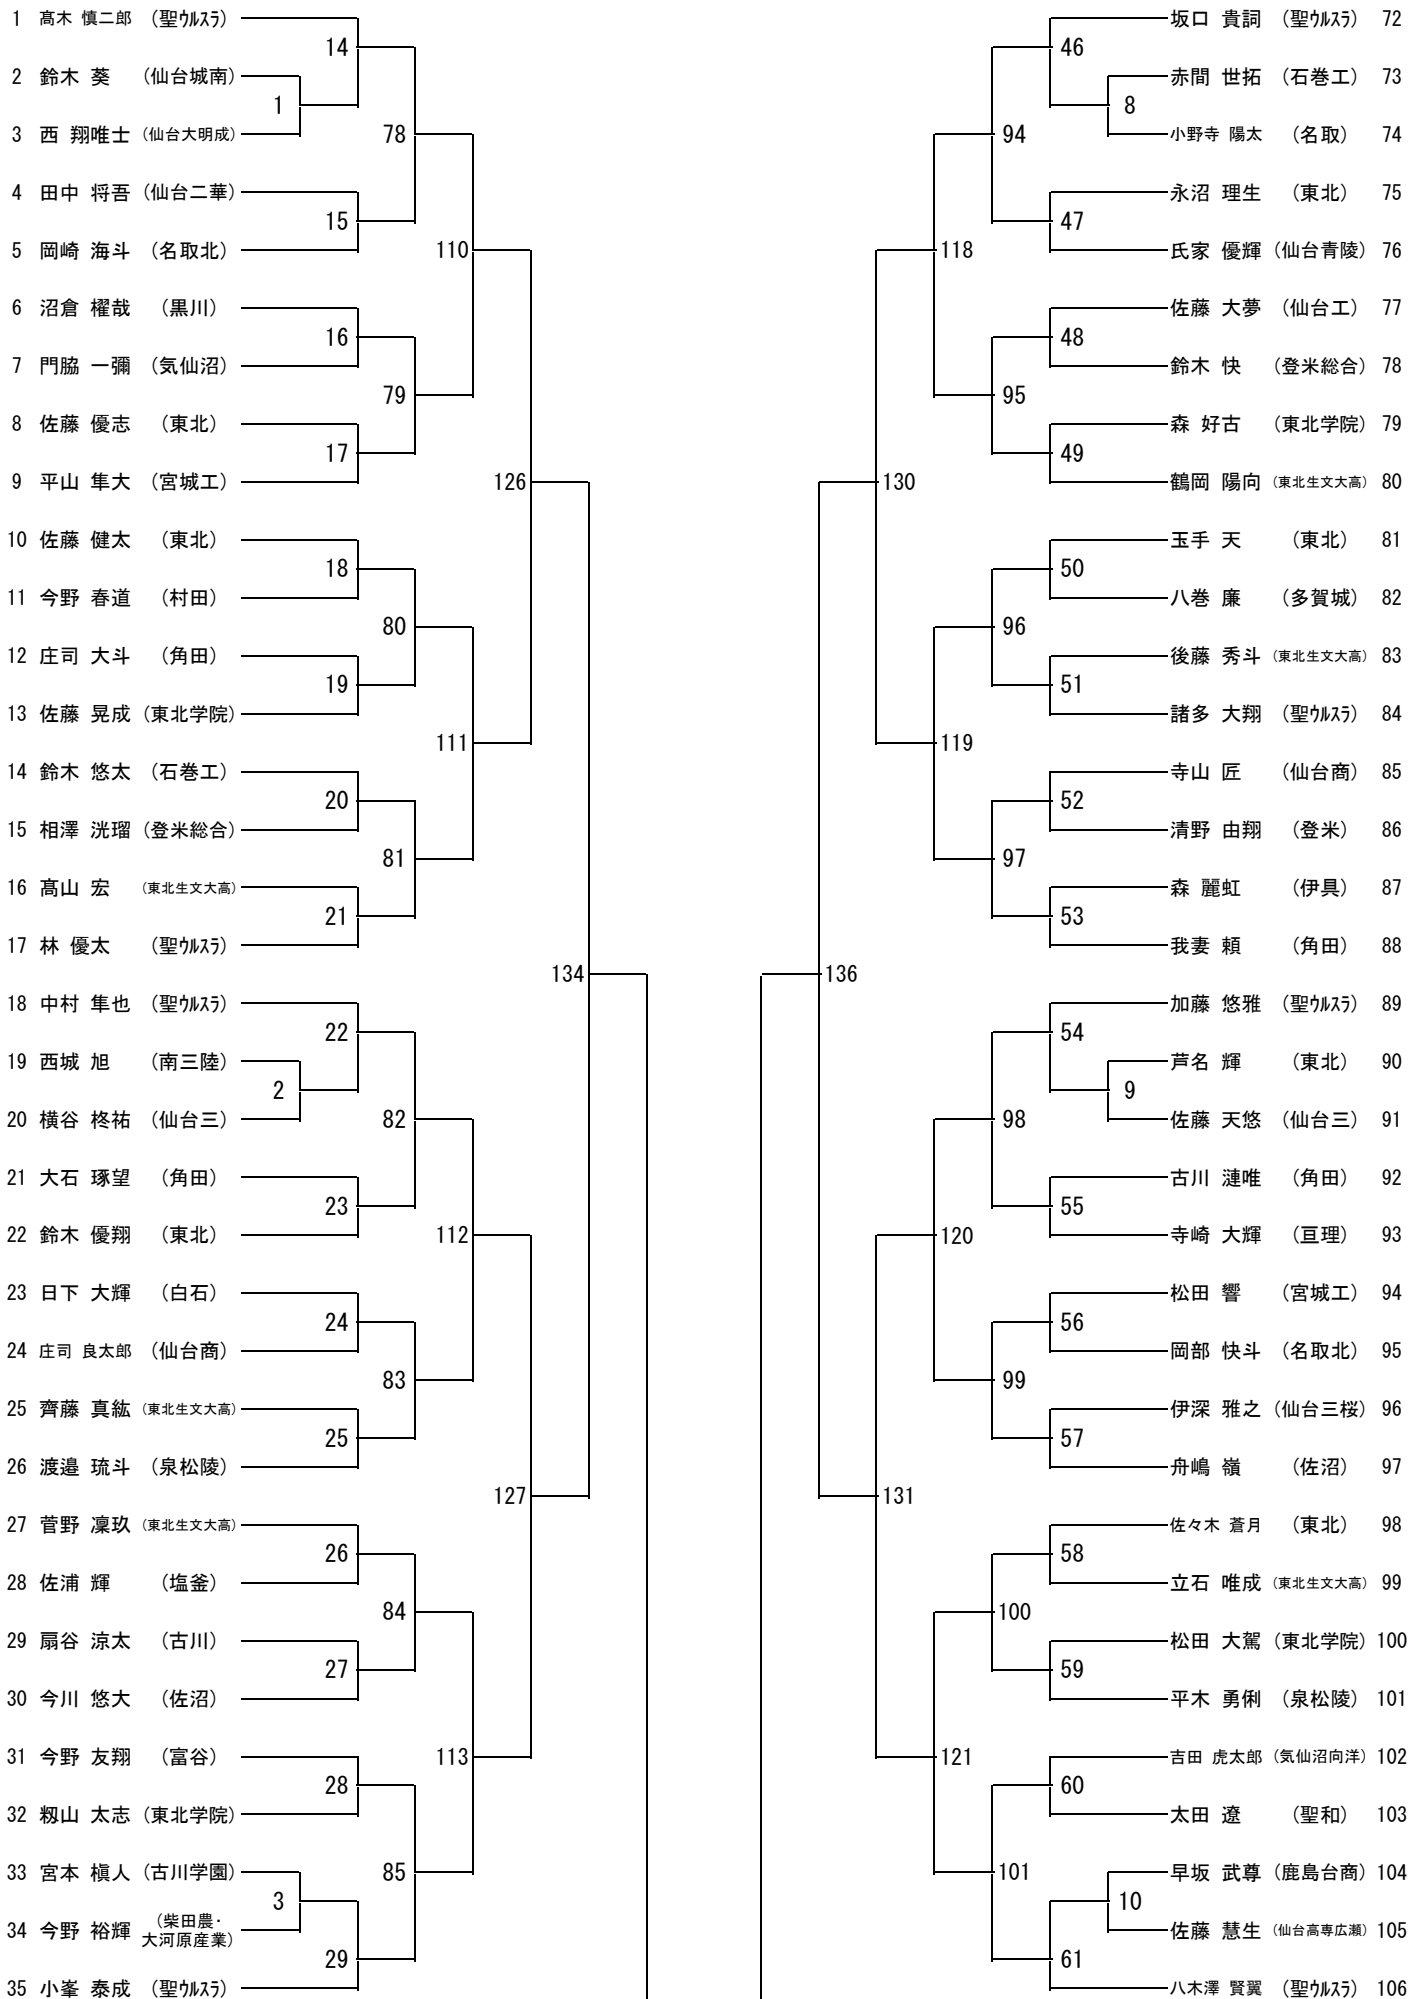 1 髙木 慎二郎 (聖ウルスラ)
14
2 鈴木 葵 (仙台城南)
1
3 西 翔唯士 (仙台大明成)
78
4 田中 将吾 (仙台二華)
15
5 岡崎 海斗 (名取北)
110
6 沼倉 櫂哉 (黒川)
16
7 門脇 一彌 (気仙沼)
79
8 佐藤 優志 (東北)
17
9 平山 隼大 (宮城工)
126
10 佐藤 健太 (東北)
18
11 今野 春道 (村田)
80
12 庄司 大斗 (角田)
19
13 佐藤 晃成 (東北学院)
111
14 鈴木 悠太 (石巻工)
20
15 相澤 洸瑠 (登米総合)
81
16 髙山 宏 (東北生文大高)
21
17 林 優太 (聖ウルスラ)
134
18 中村 隼也 (聖ウルスラ)
22
19 西城 旭 (南三陸)
2
20 横谷 柊祐 (仙台三)
82
21 大石 琢望 (角田)
23
22 鈴木 優翔 (東北)
112
23 日下 大輝 (白石)
24
24 庄司 良太郎 (仙台商)
83
25 齊藤 真紘 (東北生文大高)
25
26 渡邉 琉斗 (泉松陵)
127
27 菅野 凜玖 (東北生文大高)
26
28 佐浦 輝 (塩釜)
84
29 扇谷 涼太 (古川)
27
30 今川 悠大 (佐沼)
31 今野 友翔 (富谷)
113
28
32 籾山 太志 (東北学院)
33 宮本 槇人 (古川学園)
85
3
34 今野 裕輝 (柴田農・
大河原産業)
29
35 小峯 泰成 (聖ウルスラ)
坂口 貴詞 (聖ウルスラ) 72
46
赤間 世拓 (石巻工) 73
8
小野寺 陽太 (名取) 74
94
永沼 理生 (東北) 75
47
氏家 優輝 (仙台青陵) 76
118
佐藤 大夢 (仙台工) 77
48
鈴木 快 (登米総合) 78
95
森 好古 (東北学院) 79
49
鶴岡 陽向 (東北生文大高) 80
130
玉手 天 (東北) 81
50
八巻 廉 (多賀城) 82
96
後藤 秀斗 (東北生文大高) 83
51
諸多 大翔 (聖ウルスラ) 84
119
寺山 匠 (仙台商) 85
52
清野 由翔 (登米) 86
97
森 麗虹 (伊具) 87
53
我妻 頼 (角田) 88
136
加藤 悠雅 (聖ウルスラ) 89
54
芦名 輝 (東北) 90
9
佐藤 天悠 (仙台三) 91
98
古川 漣唯 (角田) 92
55
寺崎 大輝 (亘理) 93
120
松田 響 (宮城工) 94
56
岡部 快斗 (名取北) 95
99
伊深 雅之 (仙台三桜) 96
57
舟嶋 嶺 (佐沼) 97
131
佐々木 蒼月 (東北) 98
58
立石 唯成 (東北生文大高) 99
100
松田 大駕 (東北学院) 100
59
平木 勇俐 (泉松陵) 101
吉田 虎太郎 (気仙沼向洋) 102
121
60
太田 遼 (聖和) 103
早坂 武尊 (鹿島台商) 104
101
10
佐藤 慧生 (仙台高専広瀬) 105
61
八木澤 賢翼 (聖ウルスラ) 106